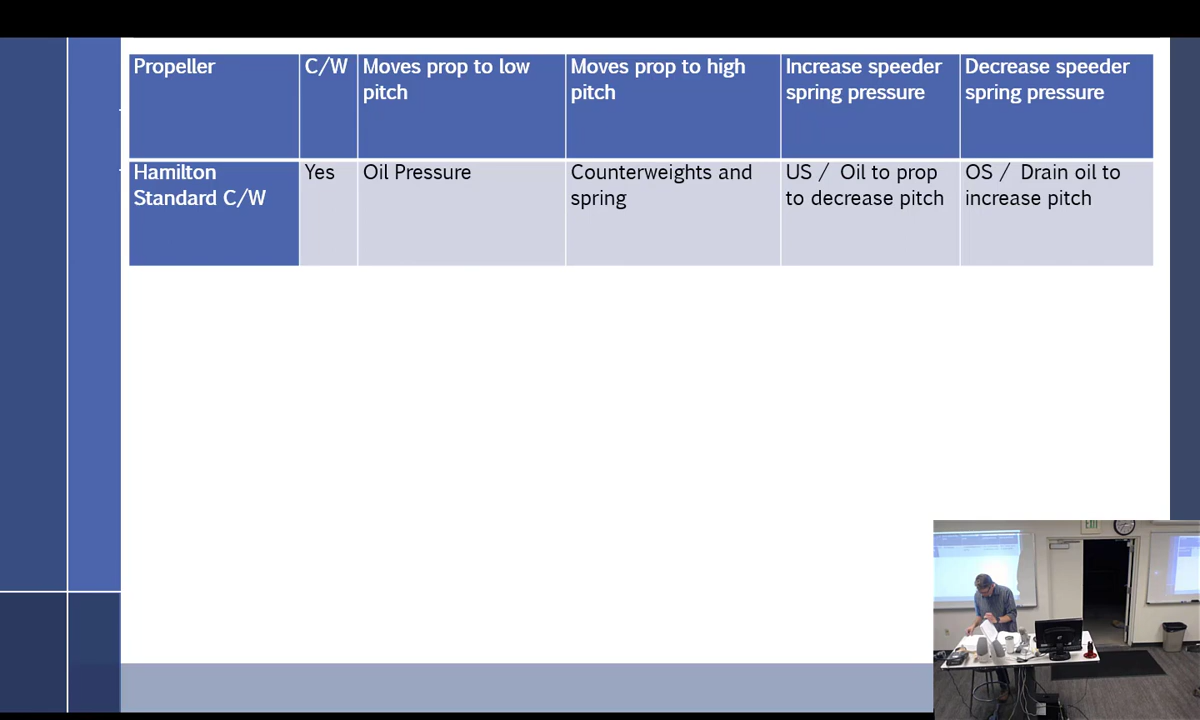 Propeller
C/W
Moves prop to low
pitch
Moves prop to high
pitch
Increase speeder
spring pressure
Decrease speeder
spring pressure
Hamilton
Standard C/W
Yes
Oil Pressure
Counterweights and
spring
US / Oil to prop
to decrease pitch
OS / Drain oil to
increase pitch
EXIT